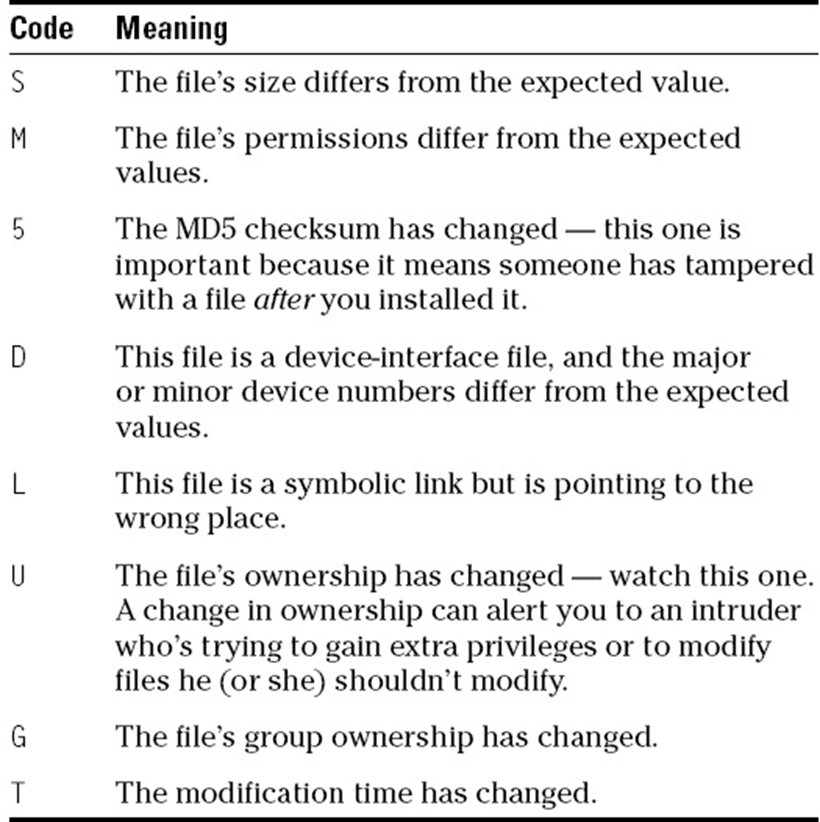 Code Meaning
S The file's size differs from the expected value.
M The file's permissions differ from the expected
values.
5 The MD5 checksum has changed — this one is
important because it means someone has tampered
with a file after you installed it.
D This file is a device-interface file, and the major
or minor device numbers differ from the expected
values.
L This file is a symbolic link but is pointing to the
wrong place.
U The file's ownership has changed — watch this one.
A change in ownership can alert you to an intruder
who's trying to gain extra privileges or to modify
files he (or she) shouldn't modify.
G The file's group ownership has changed.
T The modification time has changed.